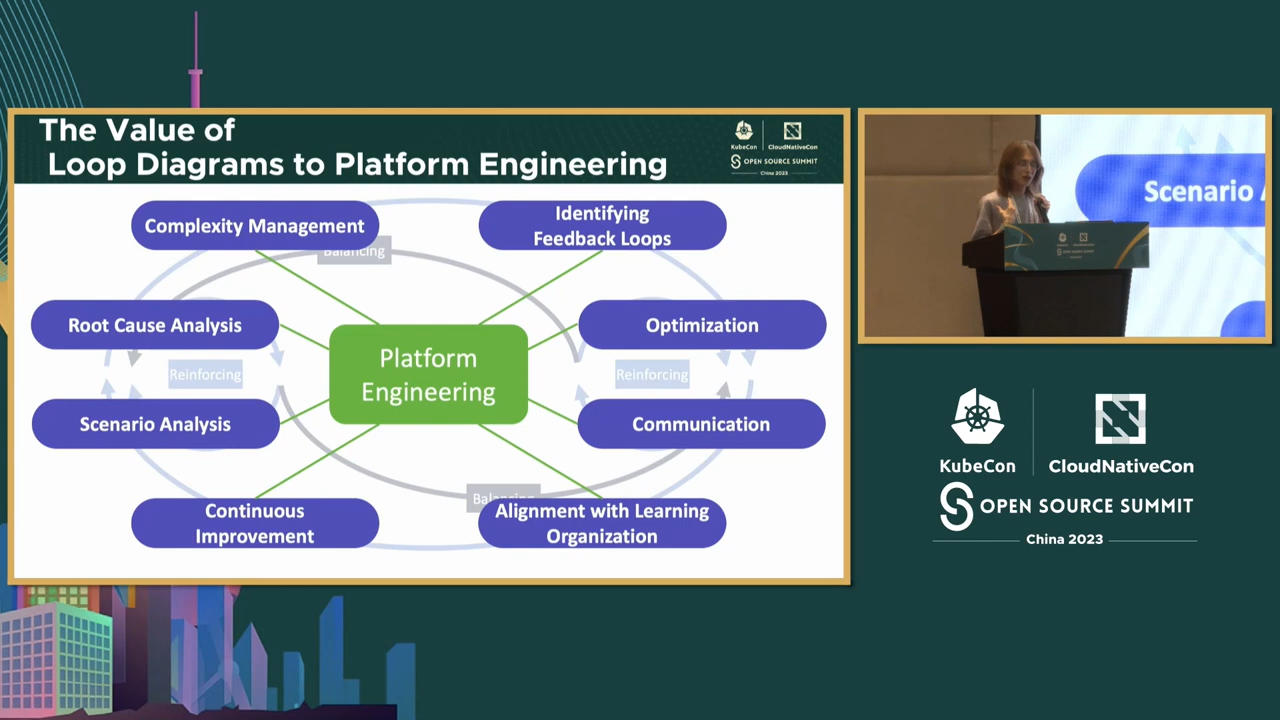 The Value of
Loop Diagrams to Platform Engineering
KubeCon
CloudNativeCon
OPEN SOURCE SUMMIT
China 2023
Complexity Management
Identifying
Feedback Loops
Balancing
Root Cause Analysis
Optimization
Platform
Engineering
Reinforcing
Reinforcing
Scenario Analysis
Communication
Balancing
Continuous
Improvement
Alignment with Learning
Organization
Scenario A
KubeCon
CloudNativeCon
OPEN SOURCE SUMMIT
China 2023